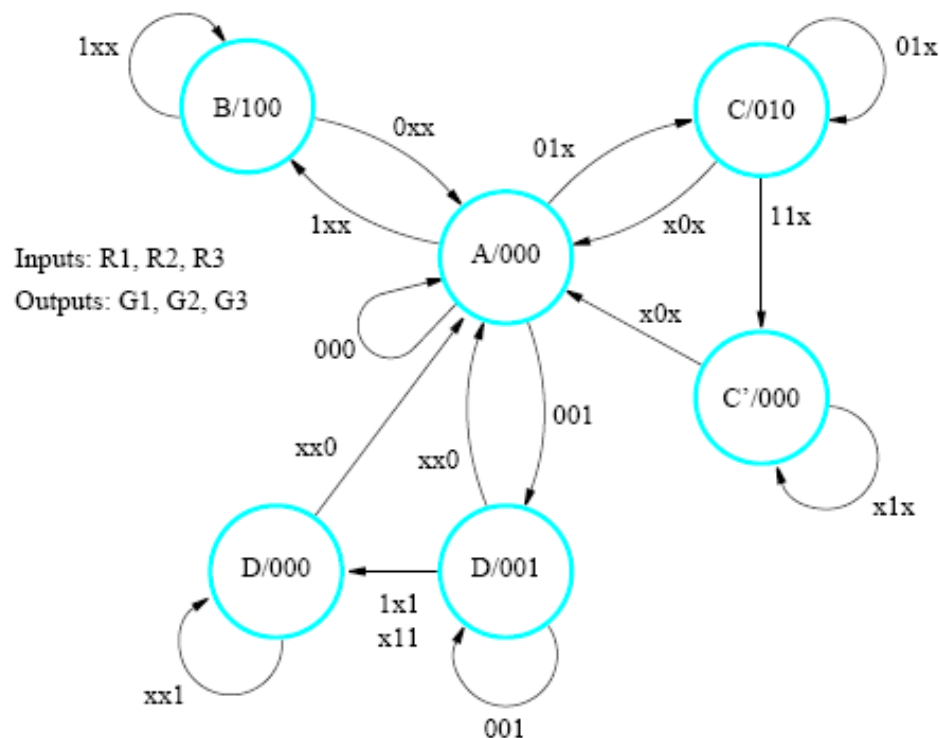 1xx
B/100
0xx
1xx
01x
C/010
01x
x0x
11x
Inputs: R1, R2, R3
Outputs: G1, G2, G3
A/000
000
x0x
C’/000
x1x
xx0
xx0
001
D/000
1x1
x11
D/001
xx1
001